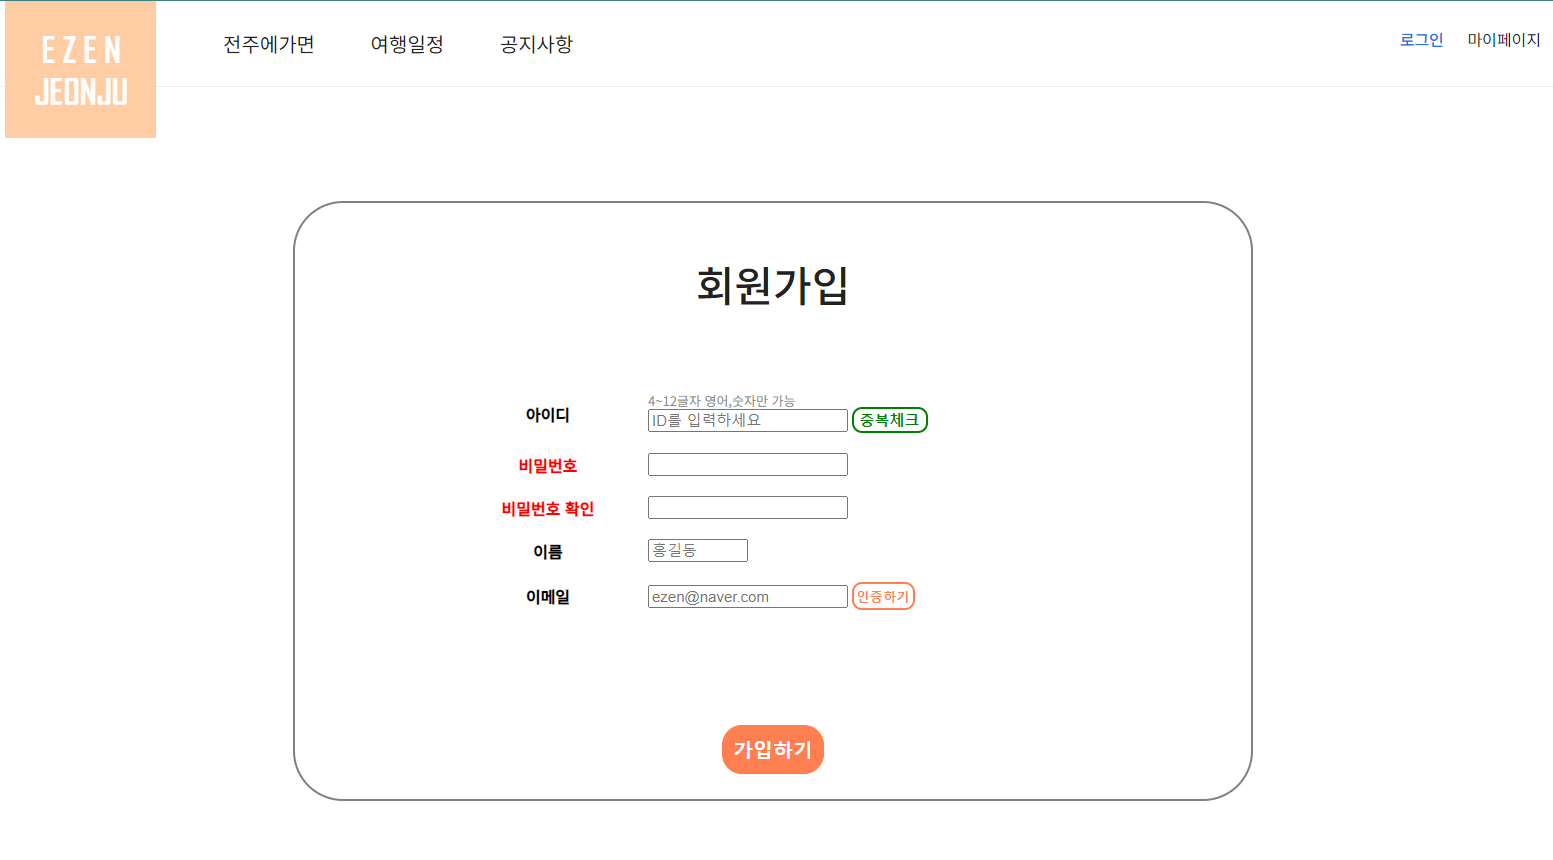 EZEN
JEONJU
전주에가면 여행일정 공지사항
로그인 마이페이지
회원가입
4~12글자 영어,숫자만 가능
아이디 ID를 입력하세요 중복체크
비밀번호
비밀번호 확인
이름 홍길동
이메일 ezen@naver.com 인증하기
가입하기